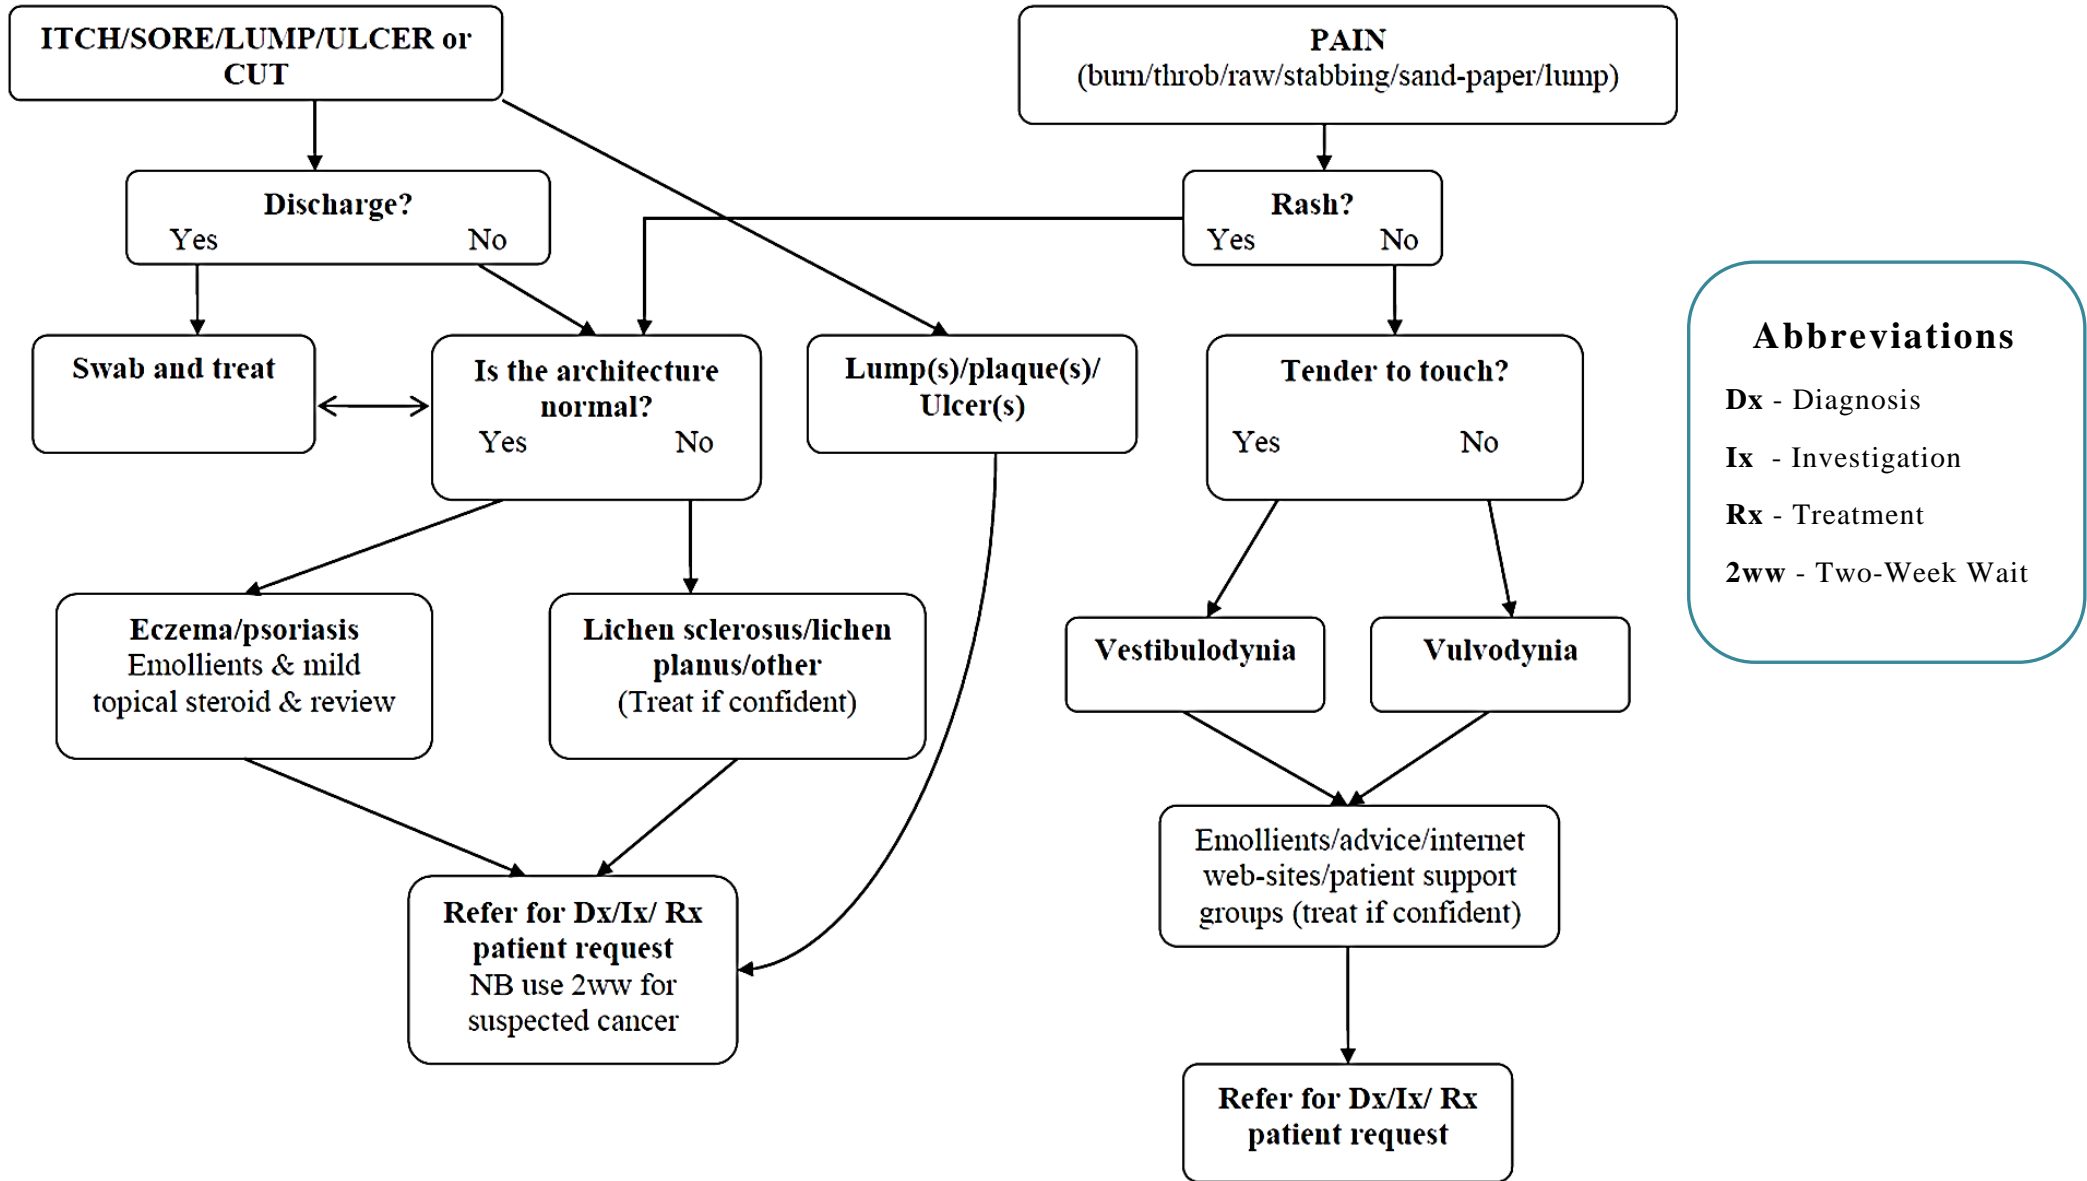 ITCH/SORE/LUMP/ULCER or
CUT
PAIN
(burn/throb/raw/stabbing/sand-paper/lump)
Discharge?
Yes No
Rash?
Yes No
Swab and treat
Is the architecture
normal?
Yes No
Lump(s)/plaque(s)/
Ulcer(s)
Tender to touch?
Yes No
Abbreviations
Dx - Diagnosis
Ix - Investigation
Rx - Treatment
2ww - Two-Week Wait
Eczema/psoriasis
Emollients & mild
topical steroid & review
Lichen sclerosus/lichen
planus/other
(Treat if confident)
Vestibulodynia
Vulvodynia
Emollients/advice/internet
web-sites/patient support
groups (treat if confident)
Refer for Dx/Ix/ Rx
patient request
NB use 2ww for
suspected cancer
Refer for Dx/Ix/ Rx
patient request